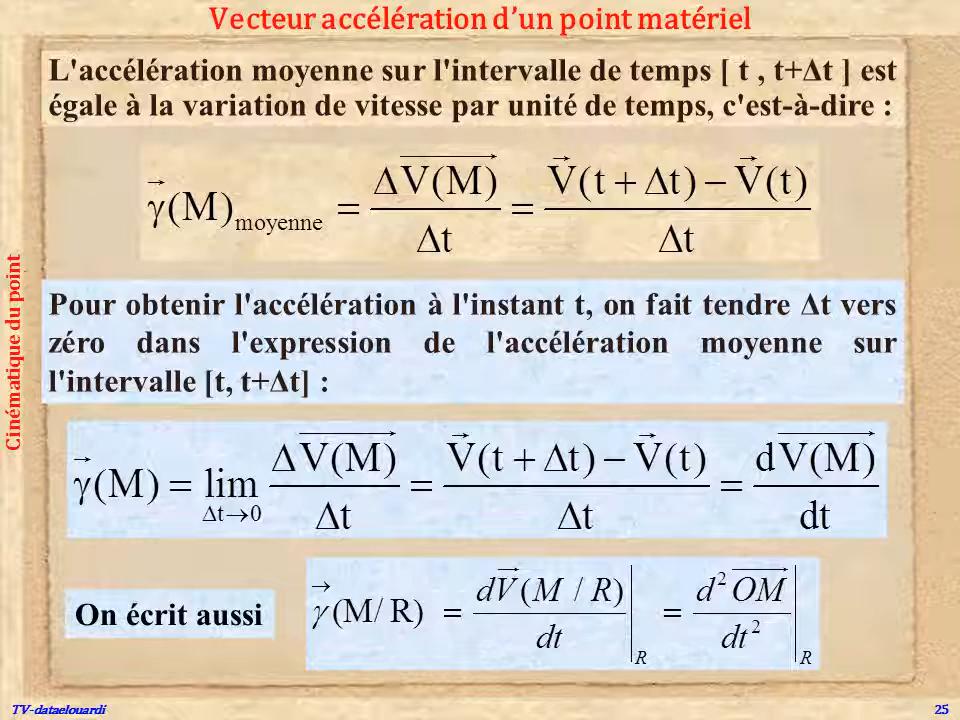 Vecteur accélération d'un point matériel
L'accélération moyenne sur l'intervalle de temps [ t , t+Δt ] est
égale à la variation de vitesse par unité de temps, c'est-à-dire :
γ⃗(M)moyenne = ΔV(M)/Δt = (V⃗(t + Δt) − V⃗(t))/Δt
Cinématique du point
Pour obtenir l'accélération à l'instant t, on fait tendre Δt vers
zéro dans l'expression de l'accélération moyenne sur
l'intervalle [t, t+Δt] :
γ⃗(M) = lim Δt→0 ΔV(M)/Δt = (V⃗(t + Δt) − V⃗(t))/Δt = dV(M)/dt
On écrit aussi
γ⃗(M/ R) = dV⃗(M / R)/dt |R = d²OM/dt² |R
TV-dataelouardi
25